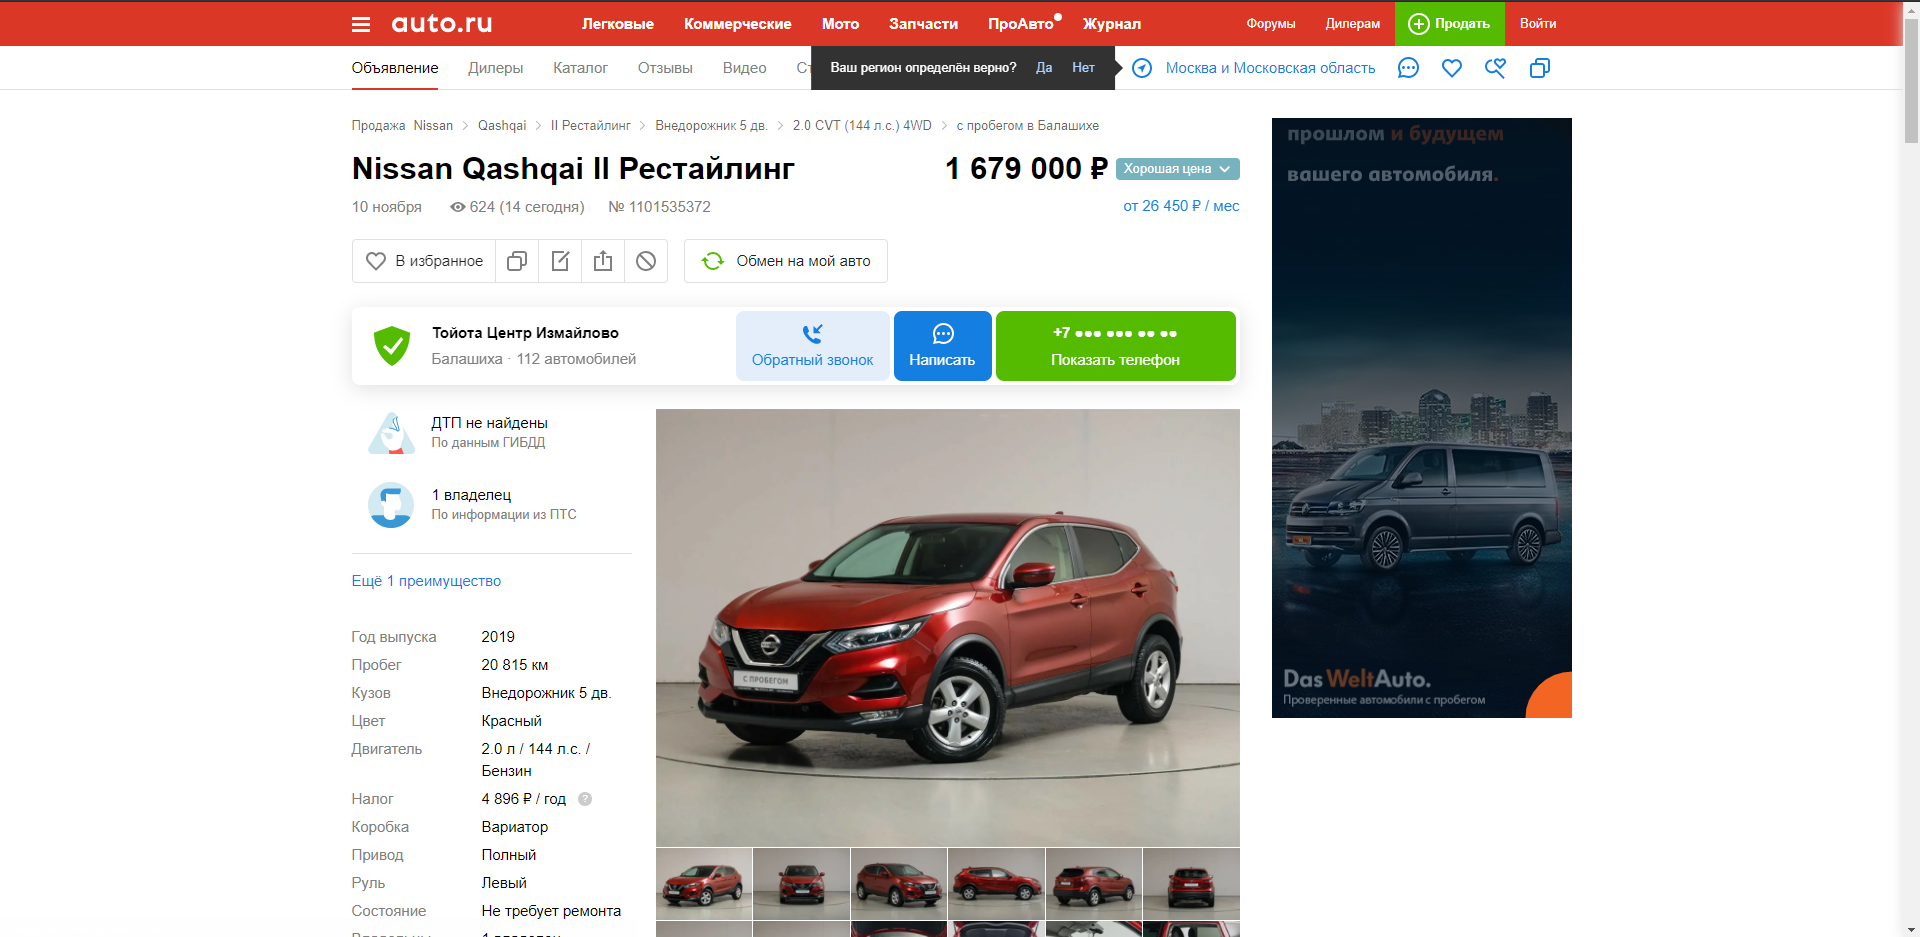 auto.ru
Легковые Коммерческие Мото Запчасти ПроАвто Журнал Форумы Дилерам Продать Войти
Объявление Дилеры Каталог Отзывы Видео Ст Ваш регион определён верно? Да Нет Москва и Московская область
Продажа Nissan > Qashqai > II Рестайлинг > Внедорожник 5 дв. > 2.0 CVT (144 л.с.) 4WD > с пробегом в Балашихе
Nissan Qashqai II Рестайлинг
1 679 000 ₽ Хорошая цена
10 ноября 624 (14 сегодня) № 1101535372
от 26 450 ₽ / мес
В избранное
Обмен на мой авто
Тойота Центр Измайлово
Балашиха · 112 автомобилей
Обратный звонок
Написать
+7 ●●● ●●● ●● ●●
Показать телефон
ДТП не найдены
По данным ГИБДД
1 владелец
По информации из ПТС
Ещё 1 преимущество
Год выпуска 2019
Пробег 20 815 км
Кузов Внедорожник 5 дв.
Цвет Красный
Двигатель 2.0 л / 144 л.с. /
Бензин
Налог 4 896 ₽ / год ?
Коробка Вариатор
Привод Полный
Руль Левый
Состояние Не требует ремонта
Владельцы 1 владелец
С ПРОБЕГОМ
прошлом и будущем
вашего автомобиля.
Das WeltAuto.
Проверенные автомобили с пробегом